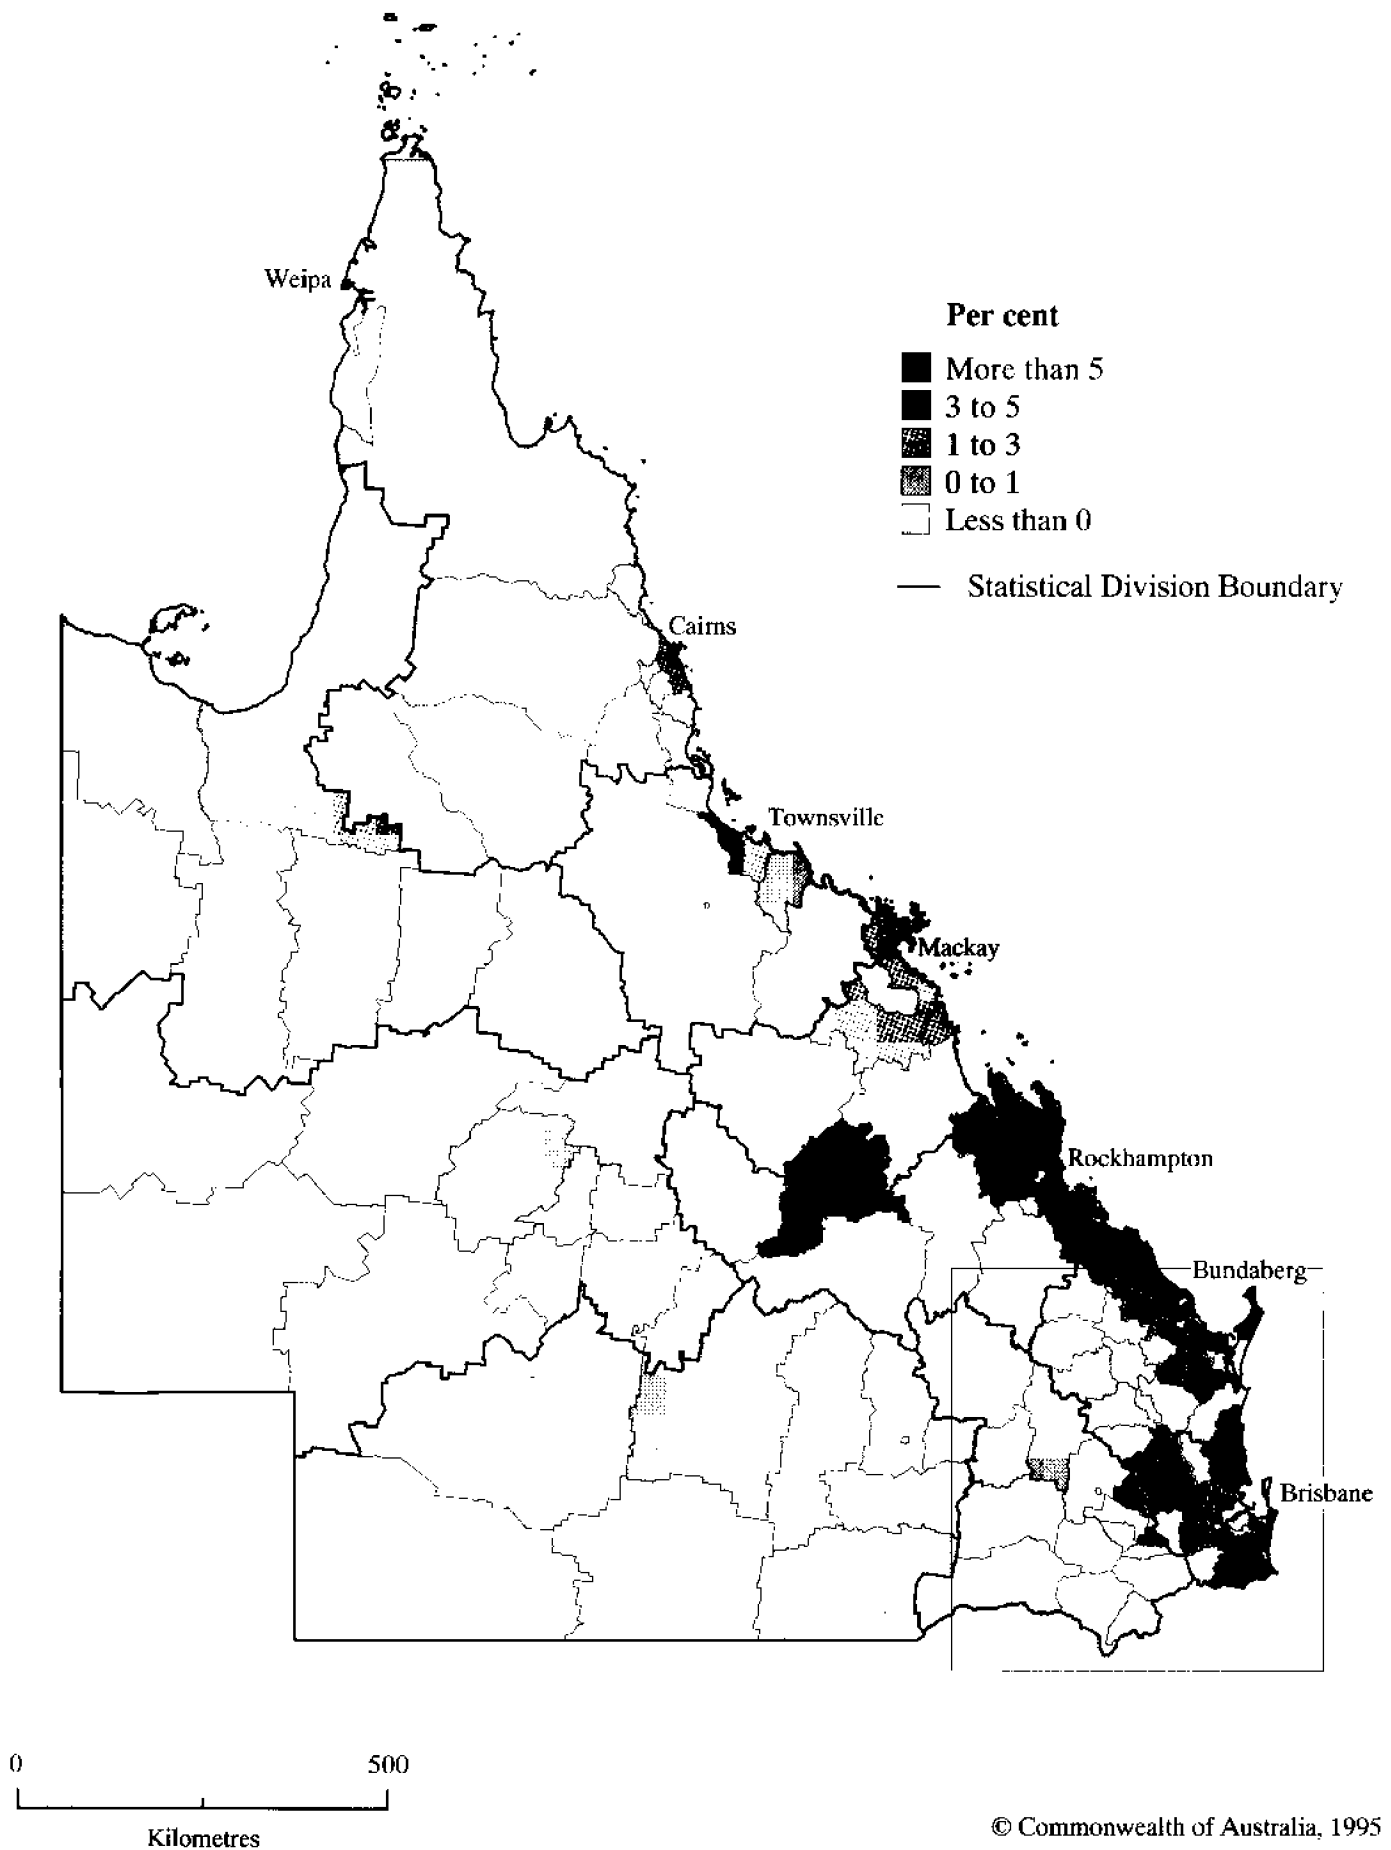 Weipa
Per cent
More than 5
3 to 5
1 to 3
0 to 1
Less than 0
Statistical Division Boundary
Cairns
Townsville
Mackay
Rockhampton
Bundaberg
Brisbane
0 500
Kilometres
© Commonwealth of Australia, 1995